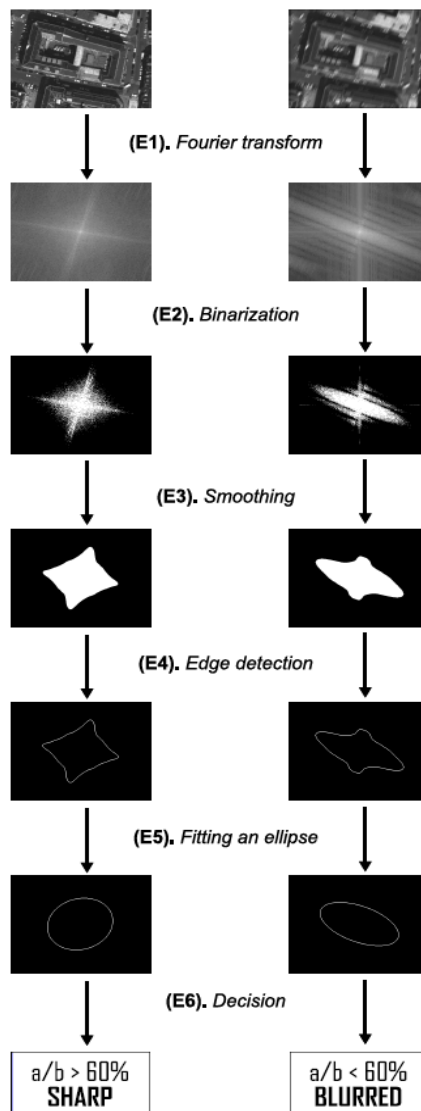 (E1). Fourier transform
(E2). Binarization
(E3). Smoothing
(E4). Edge detection
(E5). Fitting an ellipse
(E6). Decision
a/b > 60%
SHARP
a/b < 60%
BLURRED